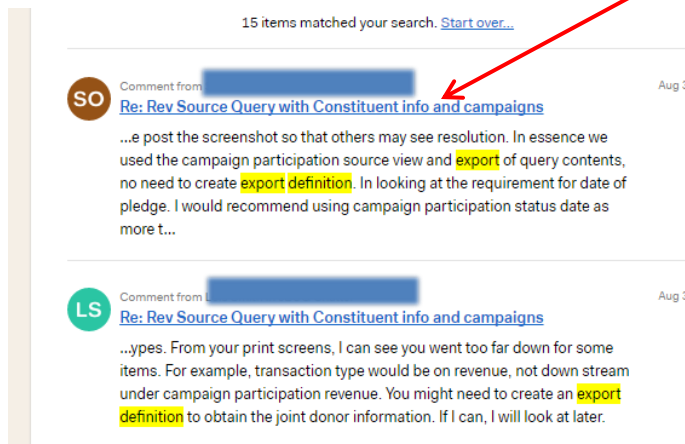 15 items matched your search. Start over...
SO
Comment from
Aug 3
Re: Rev Source Query with Constituent info and campaigns
...e post the screenshot so that others may see resolution. In essence we
used the campaign participation source view and export of query contents,
no need to create export definition. In looking at the requirement for date of
pledge. I would recommend using campaign participation status date as
more t...
LS
Comment from
Aug 3
Re: Rev Source Query with Constituent info and campaigns
...ypes. From your print screens, I can see you went too far down for some
items. For example, transaction type would be on revenue, not down stream
under campaign participation revenue. You might need to create an export
definition to obtain the joint donor information. If I can, I will look at later.